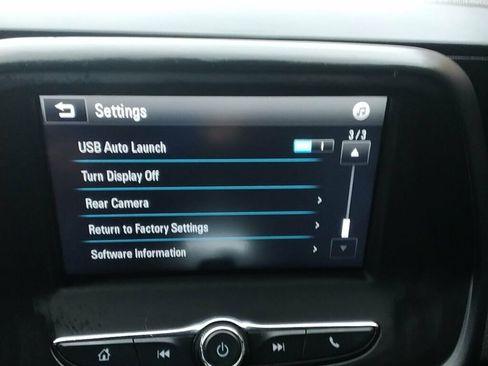 Settings
3/3
USB Auto Launch
Turn Display Off
Rear Camera
Return to Factory Settings
Software Information